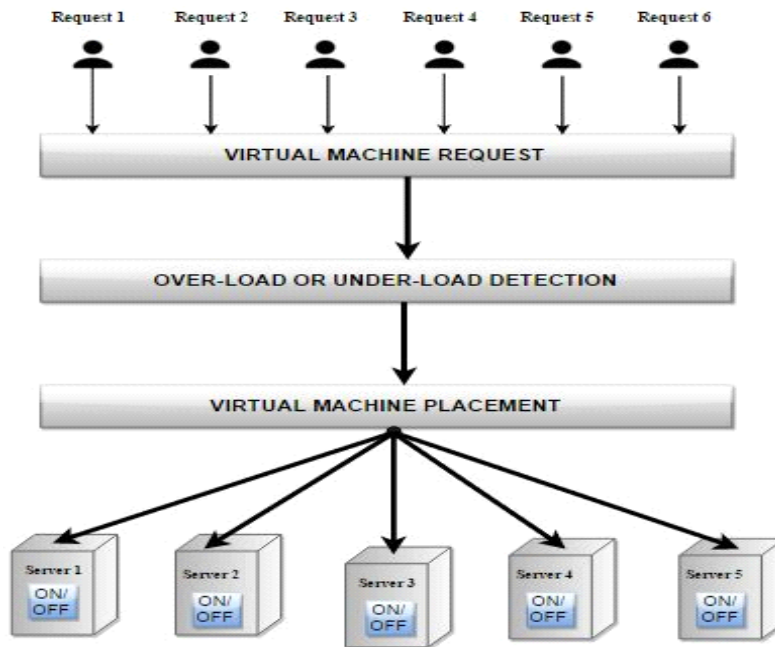 Request 1 Request 2 Request 3 Request 4 Request 5 Request 6
VIRTUAL MACHINE REQUEST
OVER-LOAD OR UNDER-LOAD DETECTION
VIRTUAL MACHINE PLACEMENT
Server 1
ON/
OFF
Server 2
ON/
OFF
Server 3
ON/
OFF
Server 4
ON/
OFF
Server 5
ON/
OFF